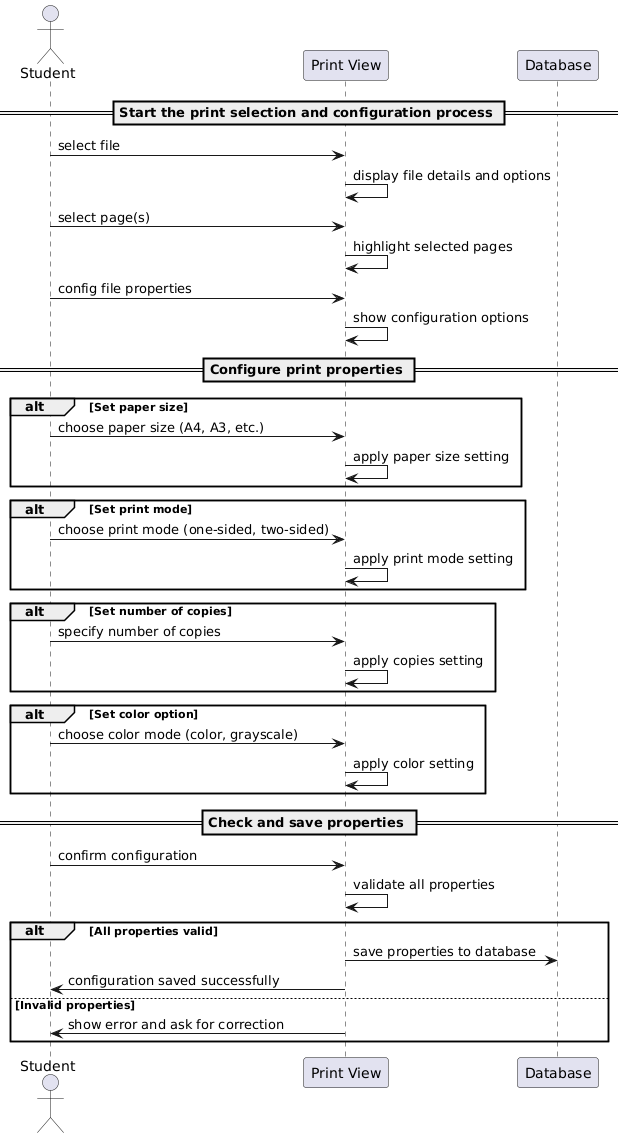 Student
Print View
Database
Start the print selection and configuration process
select file
display file details and options
select page(s)
highlight selected pages
config file properties
show configuration options
Configure print properties
alt [Set paper size]
choose paper size (A4, A3, etc.)
apply paper size setting
alt [Set print mode]
choose print mode (one-sided, two-sided)
apply print mode setting
alt [Set number of copies]
specify number of copies
apply copies setting
alt [Set color option]
choose color mode (color, grayscale)
apply color setting
Check and save properties
confirm configuration
validate all properties
alt [All properties valid]
save properties to database
configuration saved successfully
[Invalid properties]
show error and ask for correction
Student
Print View
Database